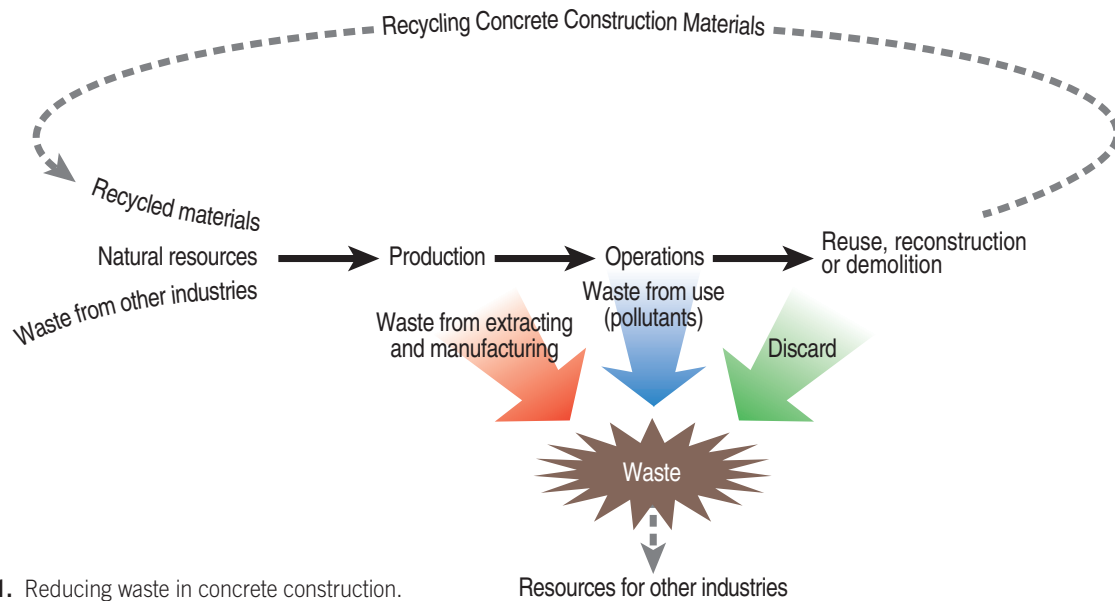 Recycling Concrete Construction Materials
Recycled materials
Natural resources
Waste from other industries
Production
Operations
Reuse, reconstruction
or demolition
Waste from extracting
and manufacturing
Waste from use
(pollutants)
Discard
Waste
Resources for other industries
1. Reducing waste in concrete construction.